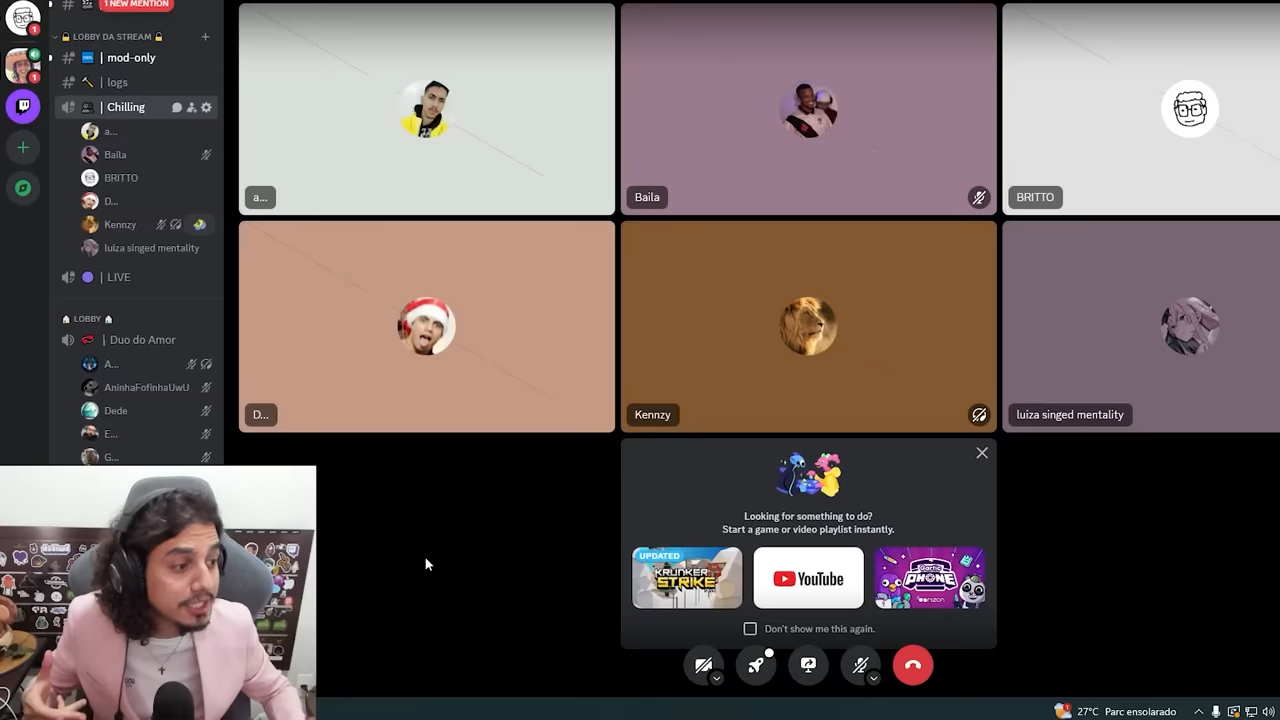 1 NEW MENTION
LOBBY DA STREAM
| mod-only
| logs
| Chilling
a...
Baila
BRITTO
D...
Kennzy
luiza singed mentality
| LIVE
LOBBY
| Duo do Amor
A...
AninhaFofinhaUwU
Dede
E...
G...
1
1
a...
Baila
BRITTO
D...
Kennzy
luiza singed mentality
Looking for something to do?
Start a game or video playlist instantly.
UPDATED
KRUNKER
STRIKE
YouTube
PHONE
Don't show me this again.
27°C Parc ensolarado